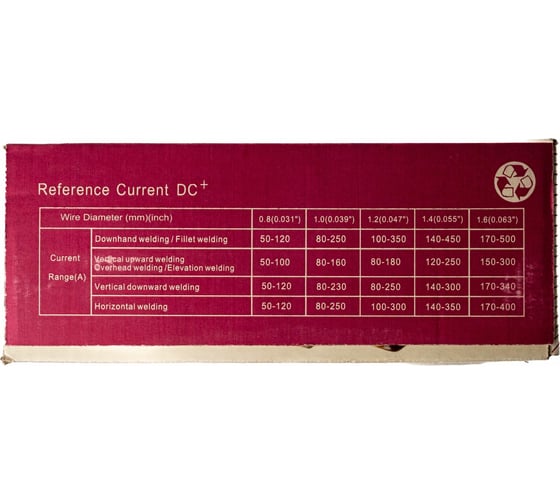 Reference Current DC+
Wire Diameter (mm)(inch) 0.8(0.031") 1.0(0.039") 1.2(0.047") 1.4(0.055") 1.6(0.063")
Current Range(A)
Downhand welding / Fillet welding 50-120 80-250 100-350 140-450 170-500
Vertical upward welding
Overhead welding /Elevation welding 50-100 80-160 80-180 120-250 150-300
Vertical downward welding 50-120 80-230 80-250 140-300 170-340
Horizontal welding 50-120 80-250 100-300 140-350 170-400